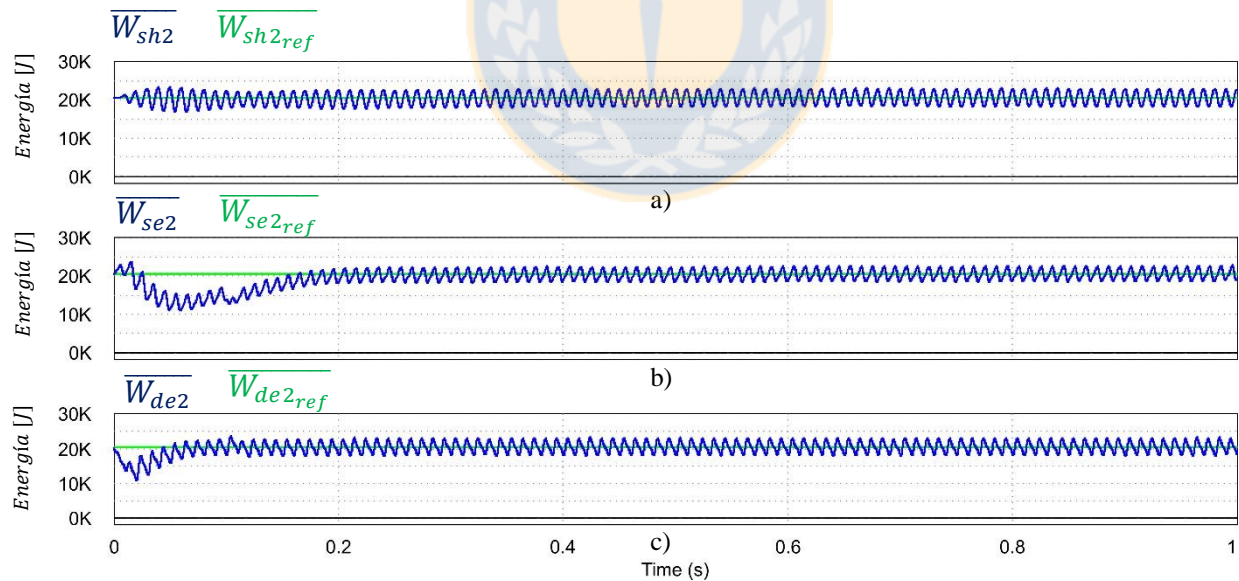 W_sh2 W_sh2_ref
Energía [J]
30K
20K
10K
0K
a)
W_se2 W_se2_ref
Energía [J]
30K
20K
10K
0K
b)
W_de2 W_de2_ref
Energía [J]
30K
20K
10K
0K
0 0.2 0.4 0.6 0.8 1
c)
Time (s)